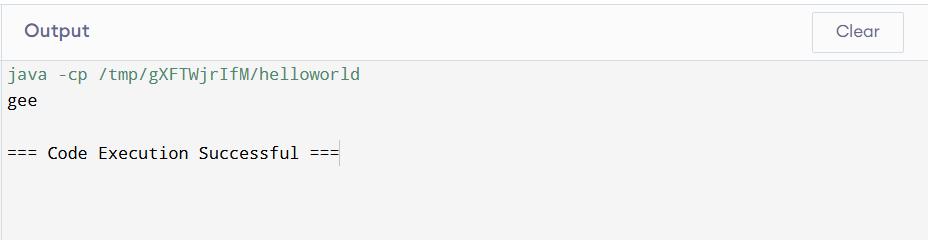 Output
Clear
java -cp /tmp/gXFTWjrIfM/helloworld
gee
=== Code Execution Successful ===